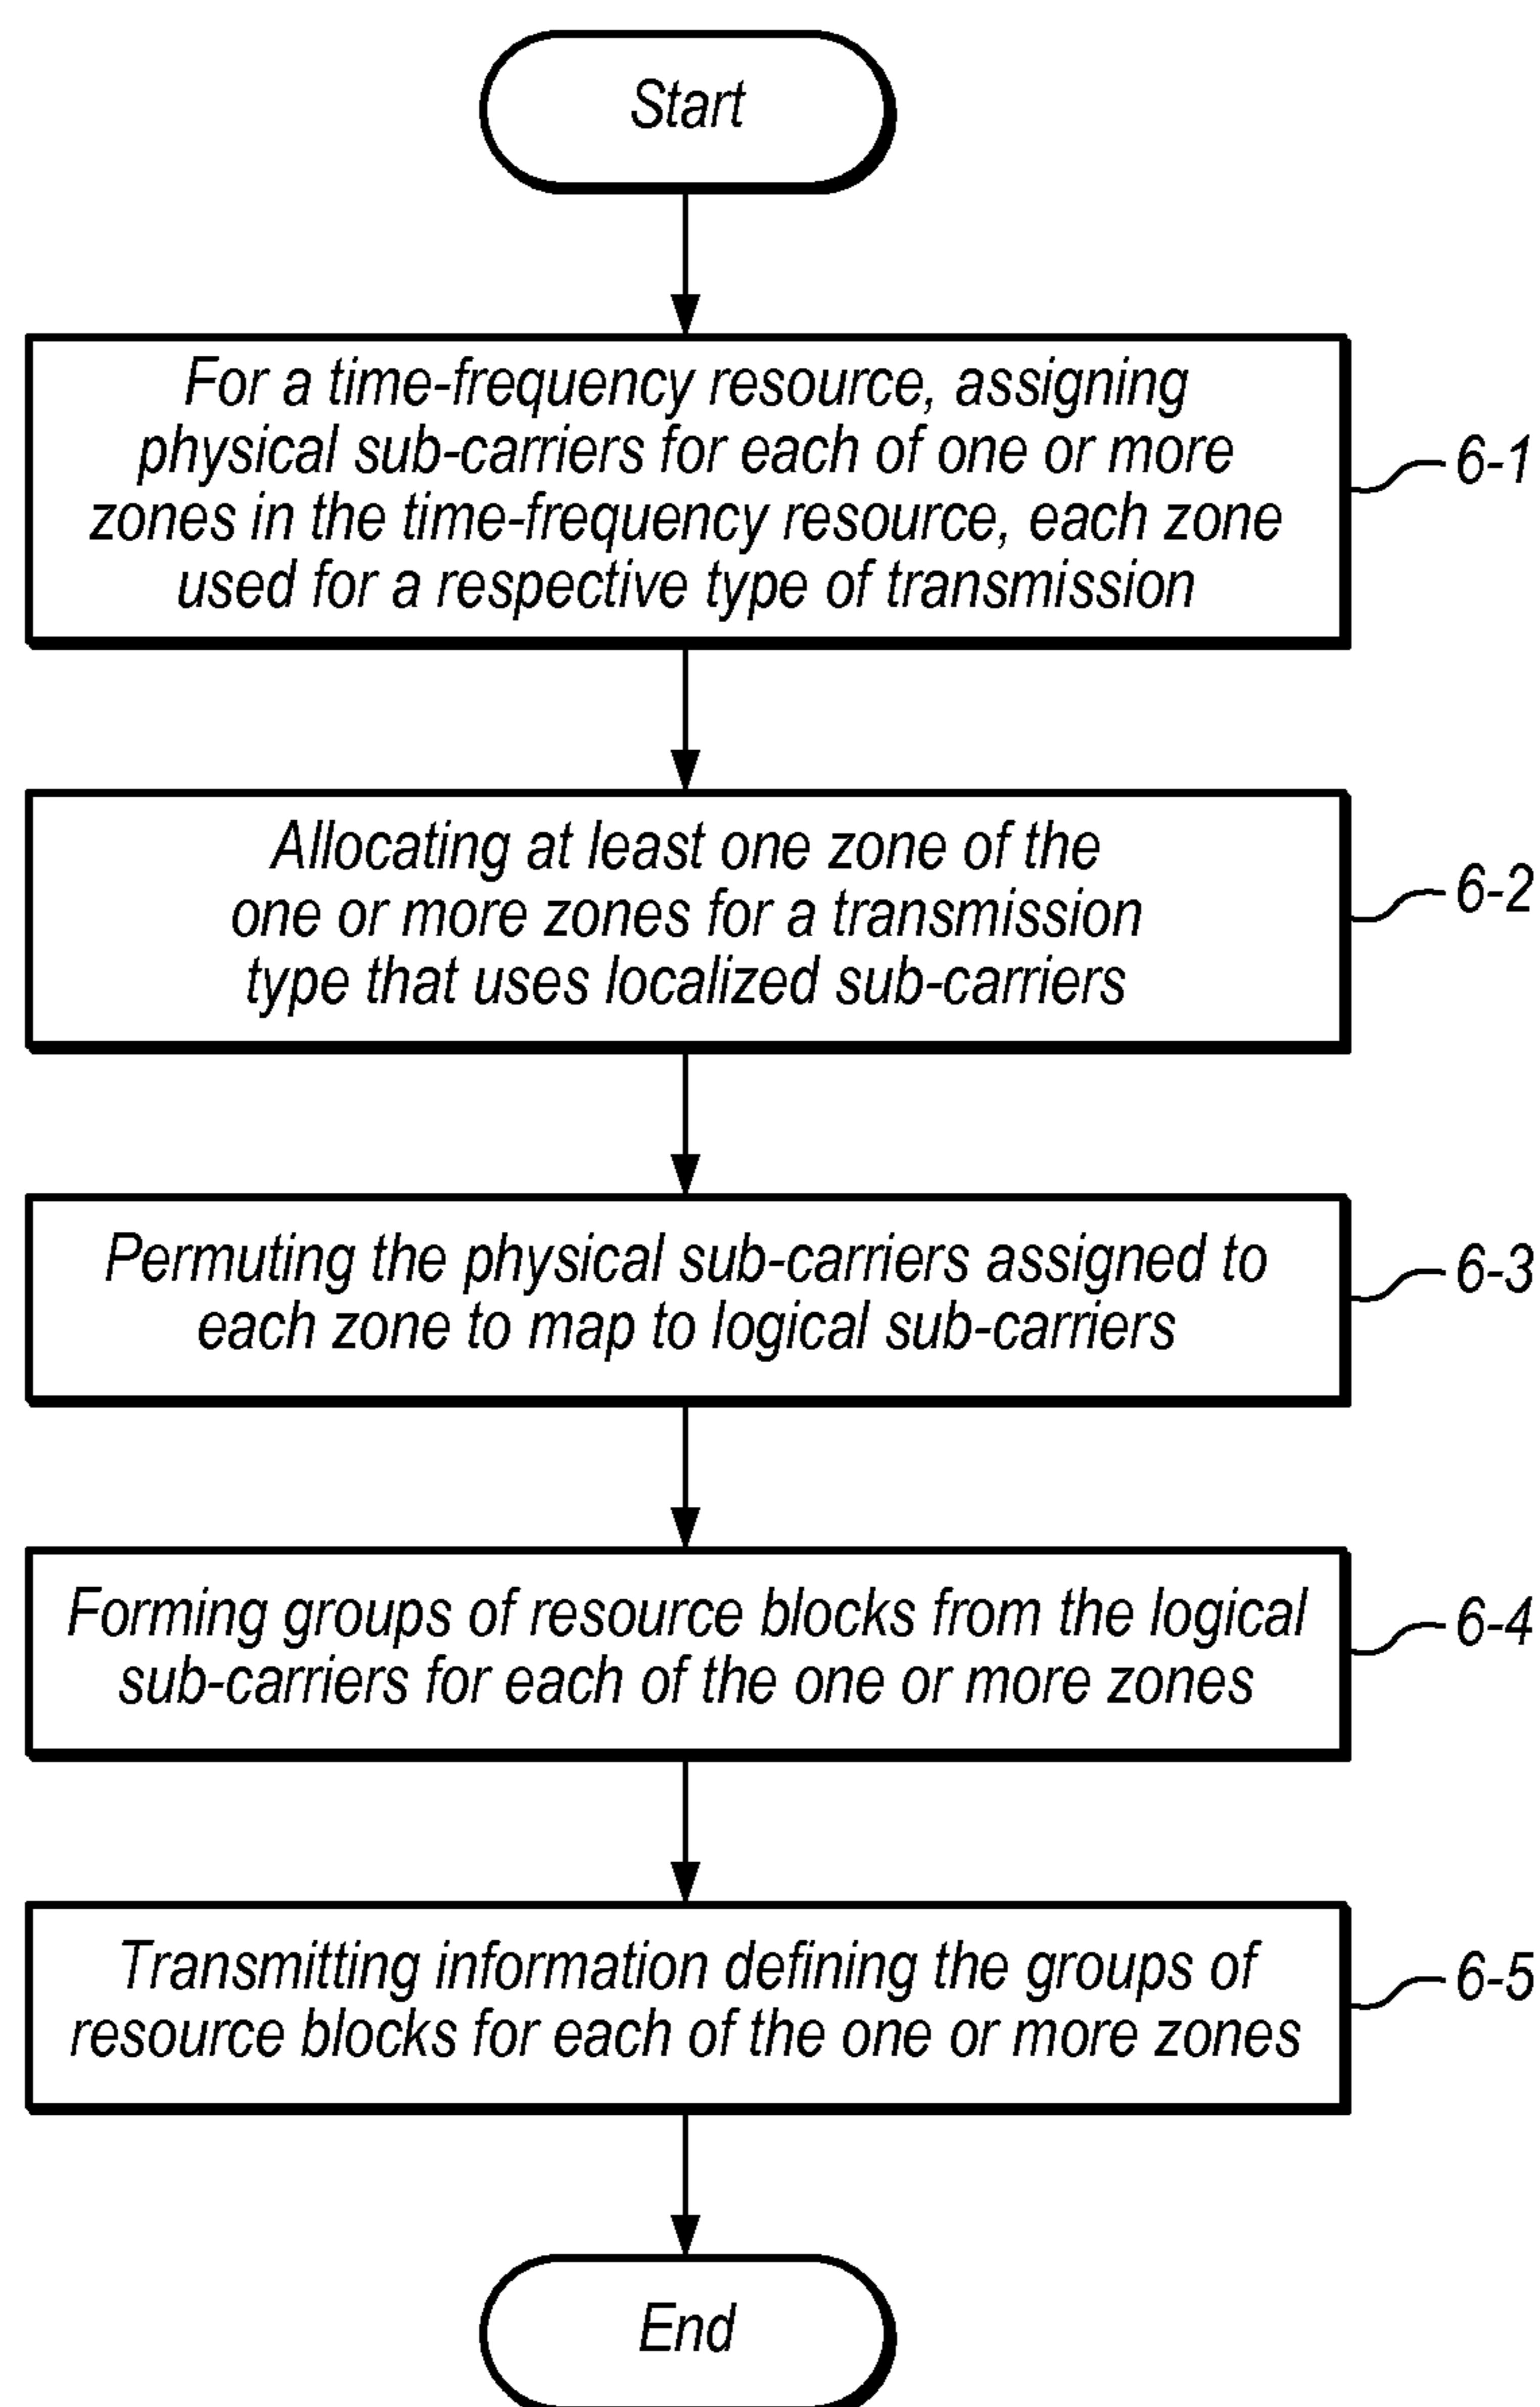 Start
For a time-frequency resource, assigning
physical sub-carriers for each of one or more
zones in the time-frequency resource, each zone
used for a respective type of transmission
6-1
Allocating at least one zone of the
one or more zones for a transmission
type that uses localized sub-carriers
6-2
Permuting the physical sub-carriers assigned to
each zone to map to logical sub-carriers
6-3
Forming groups of resource blocks from the logical
sub-carriers for each of the one or more zones
6-4
Transmitting information defining the groups of
resource blocks for each of the one or more zones
6-5
End